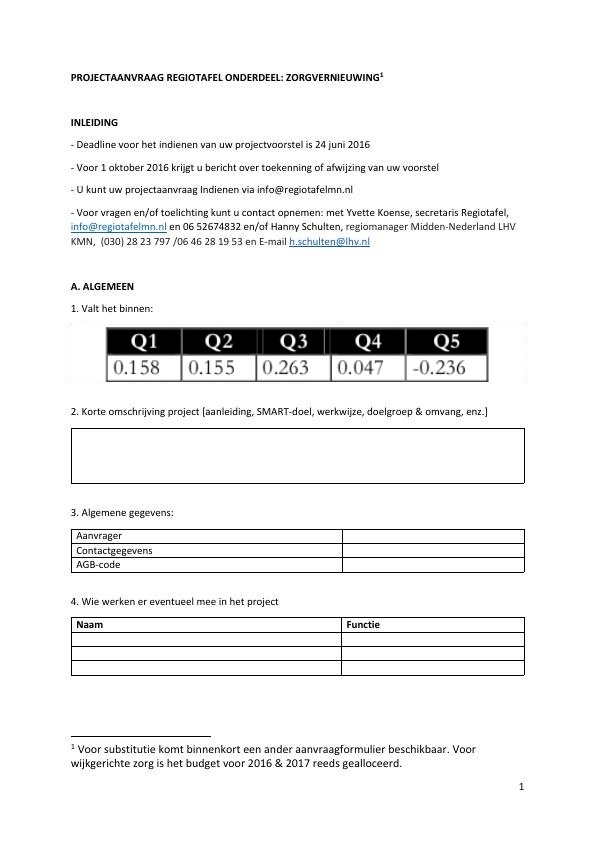 PROJECTAANVRAAG REGIOTAFEL ONDERDEEL: ZORGVERNIEUWING1
INLEIDING
- Deadline voor het indienen van uw projectvoorstel is 24 juni 2016
- Voor 1 oktober 2016 krijgt u bericht over toekenning of afwijzing van uw voorstel
- U kunt uw projectaanvraag Indienen via info@regiotafelmn.nl
- Voor vragen en/of toelichting kunt u contact opnemen: met Yvette Koense, secretaris Regiotafel,
info@regiotafelmn.nl en 06 52674832 en/of Hanny Schulten, regiomanager Midden-Nederland LHV
KMN, (030) 28 23 797 /06 46 28 19 53 en E-mail h.schulten@lhv.nl
A. ALGEMEEN
1. Valt het binnen:
Q1 Q2 Q3 Q4 Q5
0.158 0.155 0.263 0.047 -0.236
2. Korte omschrijving project [aanleiding, SMART-doel, werkwijze, doelgroep & omvang, enz.]
3. Algemene gegevens:
Aanvrager
Contactgegevens
AGB-code
4. Wie werken er eventueel mee in het project
Naam Functie
1 Voor substitutie komt binnenkort een ander aanvraagformulier beschikbaar. Voor
wijkgerichte zorg is het budget voor 2016 & 2017 reeds gealloceerd.
1